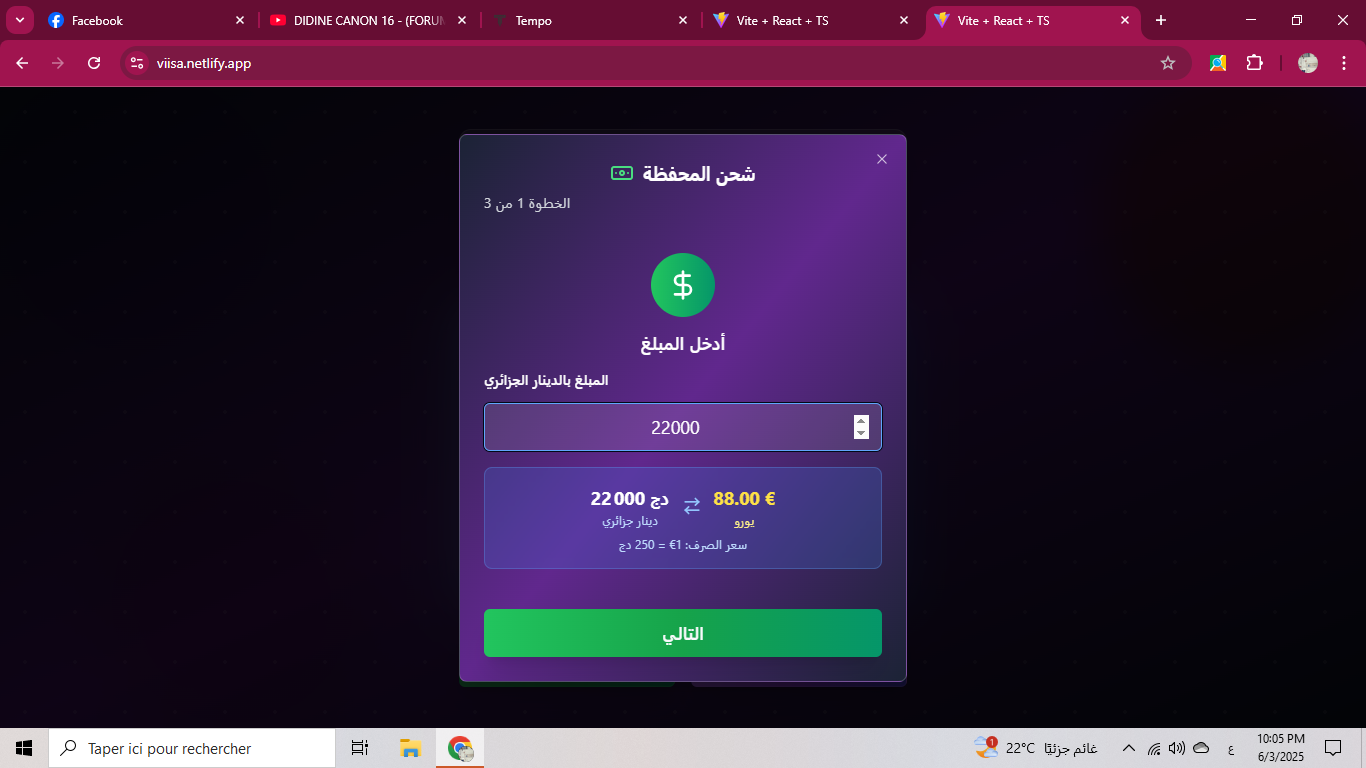 Facebook
DIDINE CANON 16 - (FORUM
Tempo
Vite + React + TS
Vite + React + TS
viisa.netlify.app
شحن المحفظة
الخطوة 1 من 3
$
أدخل المبلغ
المبلغ بالدينار الجزائري
22000
22 000 دج
88.00 €
دينار جزائري
يورو
سعر الصرف: 1€ = 250 دج
التالي
Taper ici pour rechercher
1
22°C غائم جزئيًا
ع
10:05 PM
6/3/2025